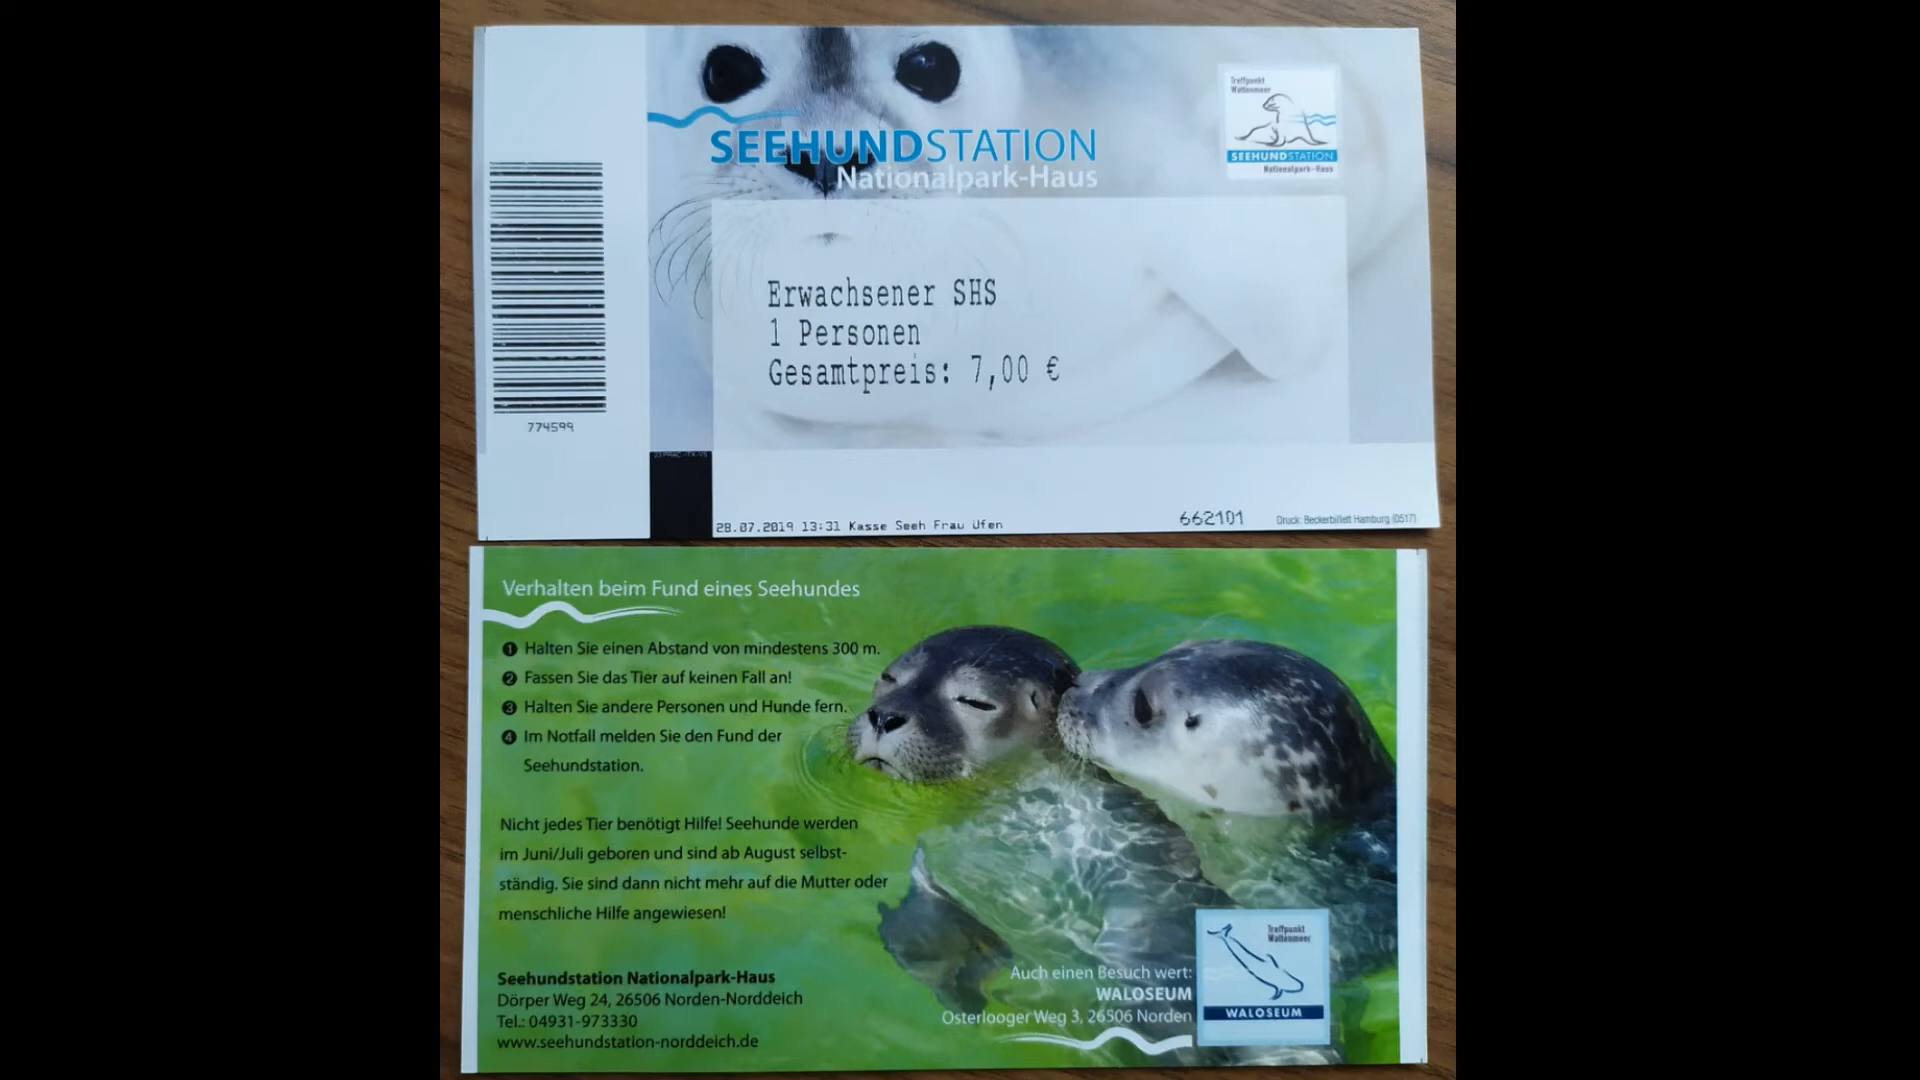 Treffpunkt
Wattenmeer
SEEHUNDSTATION
Nationalpark-Haus
SEEHUNDSTATION
Nationalpark-Haus
Erwachsener SHS
1 Personen
Gesamtpreis: 7,00 €
774599
28.07.2019 13:31 Kasse Seeh Frau Ufen
662101
Druck: Beckerbillett Hamburg (0517)
Verhalten beim Fund eines Seehundes
1 Halten Sie einen Abstand von mindestens 300 m.
2 Fassen Sie das Tier auf keinen Fall an!
3 Halten Sie andere Personen und Hunde fern.
4 Im Notfall melden Sie den Fund der
Seehundstation.
Nicht jedes Tier benötigt Hilfe! Seehunde werden
im Juni/Juli geboren und sind ab August selbst-
ständig. Sie sind dann nicht mehr auf die Mutter oder
menschliche Hilfe angewiesen!
Seehundstation Nationalpark-Haus
Dörper Weg 24, 26506 Norden-Norddeich
Tel.: 04931-973330
www.seehundstation-norddeich.de
Auch einen Besuch wert:
WALOSEUM
Osterlooger Weg 3, 26506 Norden
Treffpunkt
Wattenmeer
WALOSEUM